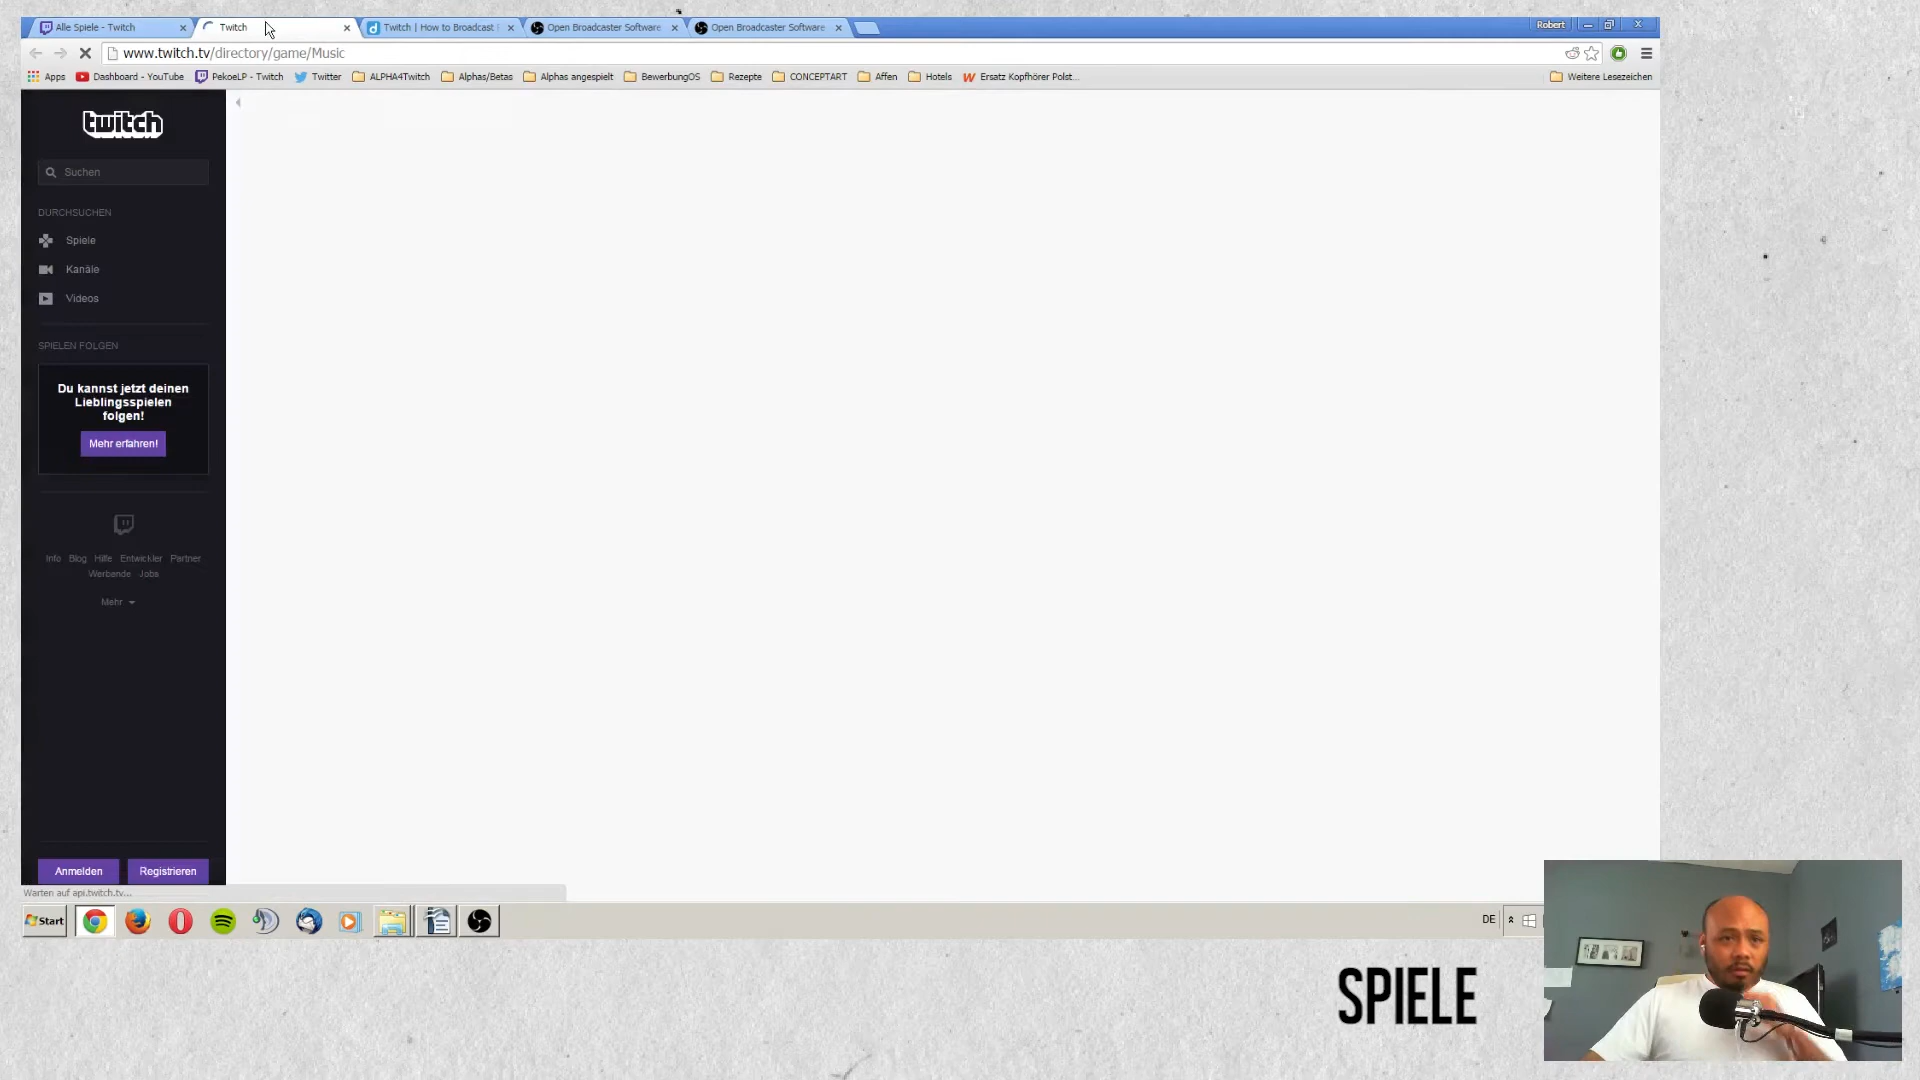 Alle Spiele - Twitch
Twitch
Twitch | How to Broadcast
Open Broadcaster Software
Open Broadcaster Software
Robert
www.twitch.tv/directory/game/Music
Apps
Dashboard - YouTube
PekoeLP - Twitch
Twitter
ALPHA4Twitch
Alphas/Betas
Alphas angespielt
BewerbungOS
Rezepte
CONCEPTART
Affen
Hotels
Ersatz Kopfhörer Polst...
Weitere Lesezeichen
twitch
Suchen
DURCHSUCHEN
Spiele
Kanäle
Videos
SPIELEN FOLGEN
Du kannst jetzt deinen
Lieblingsspielen
folgen!
Mehr erfahren!
Info Blog Hilfe Entwickler Partner
Werbende Jobs
Mehr
Anmelden
Registrieren
Warten auf api.twitch.tv...
Start
DE
SPIELE